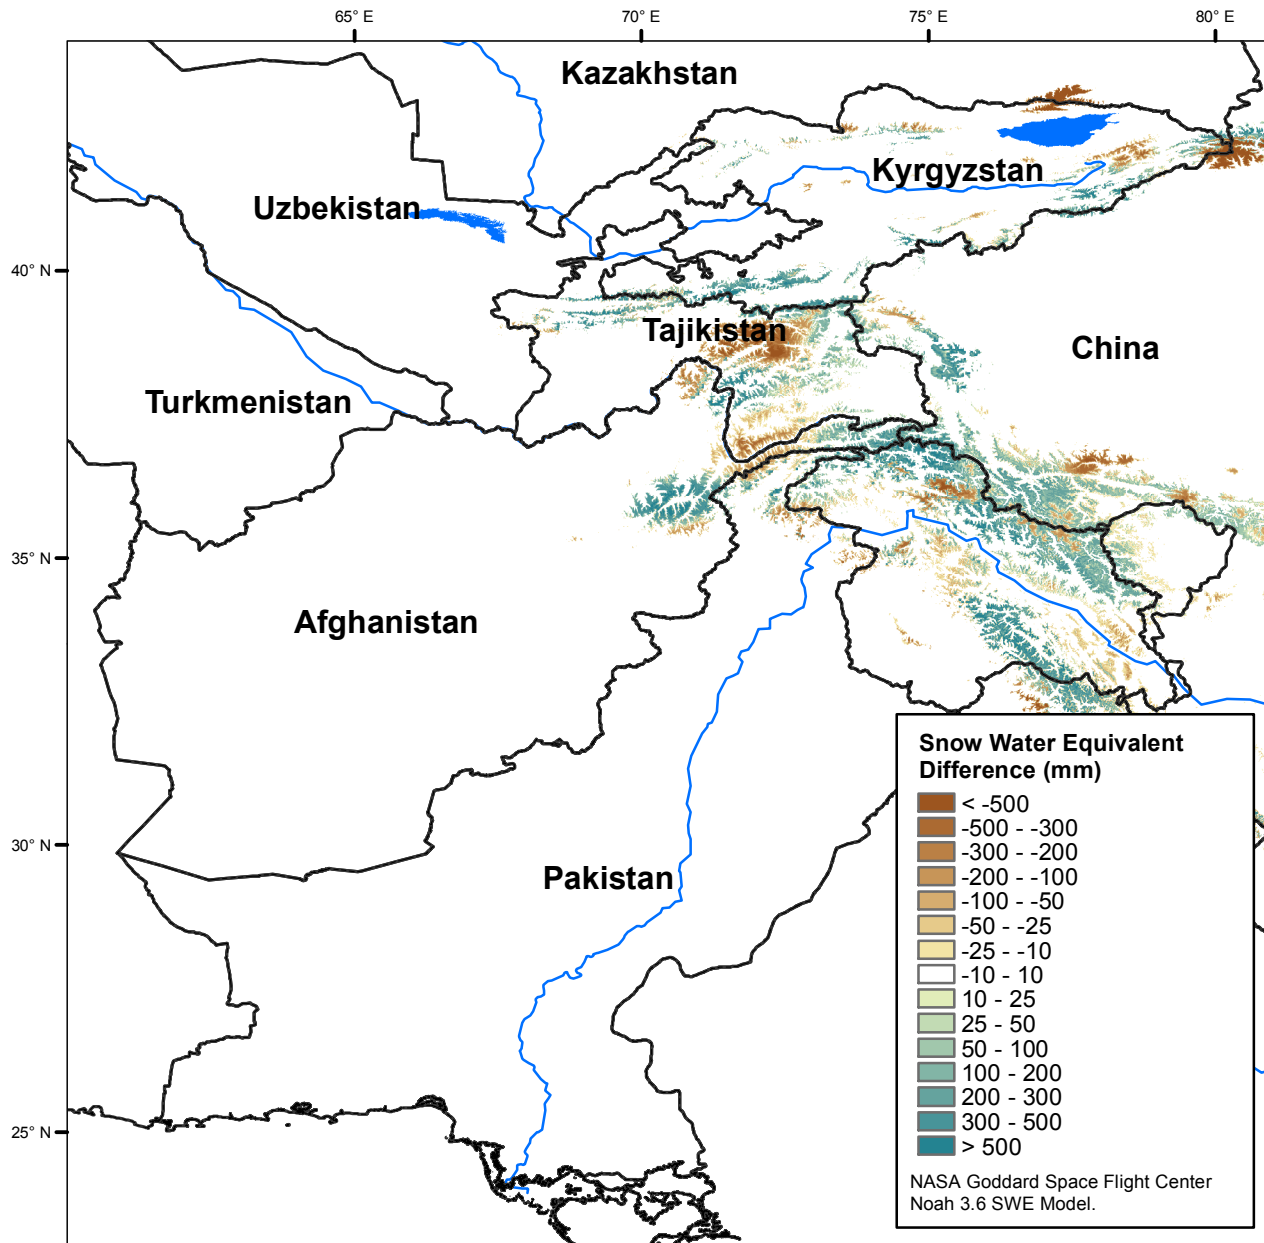 65° E
70° E
75° E
80° E
Kazakhstan
Kyrgyzstan
Uzbekistan
40° N
Tajikistan
China
Turkmenistan
35° N
Afghanistan
30° N
Pakistan
25° N
Snow Water Equivalent
Difference (mm)
< -500
-500 - -300
-300 - -200
-200 - -100
-100 - -50
-50 - -25
-25 - -10
-10 - 10
10 - 25
25 - 50
50 - 100
100 - 200
200 - 300
300 - 500
> 500
NASA Goddard Space Flight Center
Noah 3.6 SWE Model.